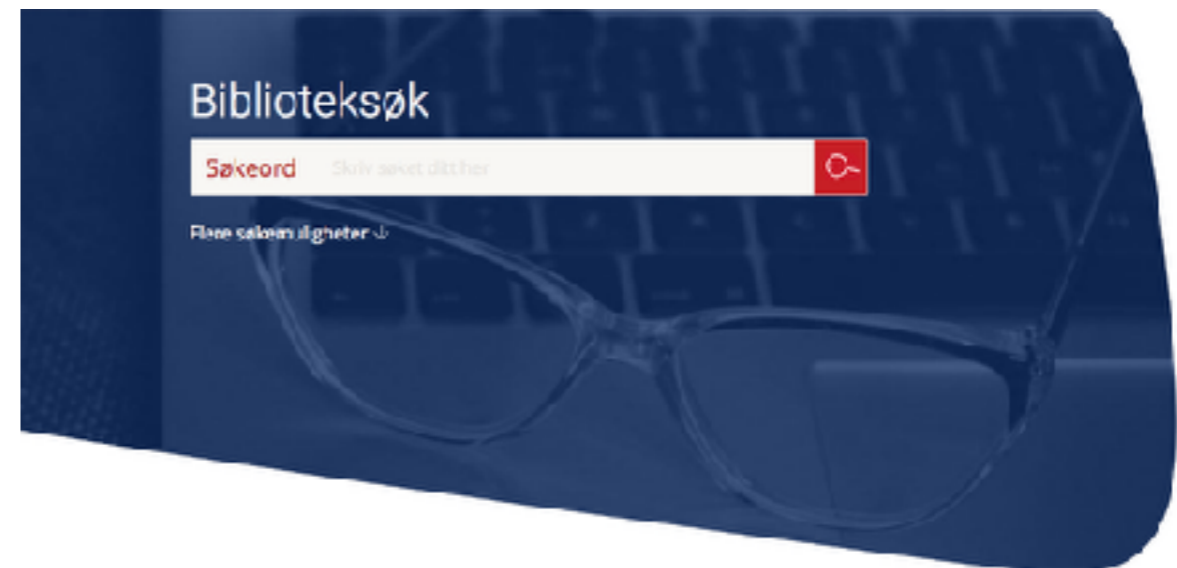 Biblioteksøk
Søkeord Skriv søket ditt her
Flere søkemuligheter ↓